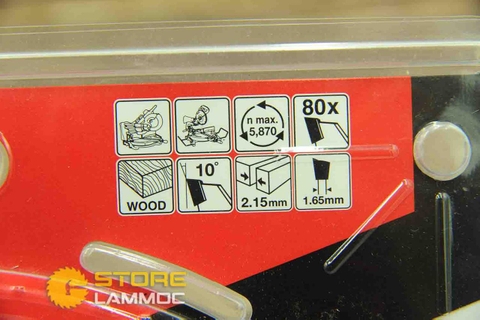 n max.
5,870
80x
WOOD
10°
2.15mm
1.65mm
STORE
LAMMOC